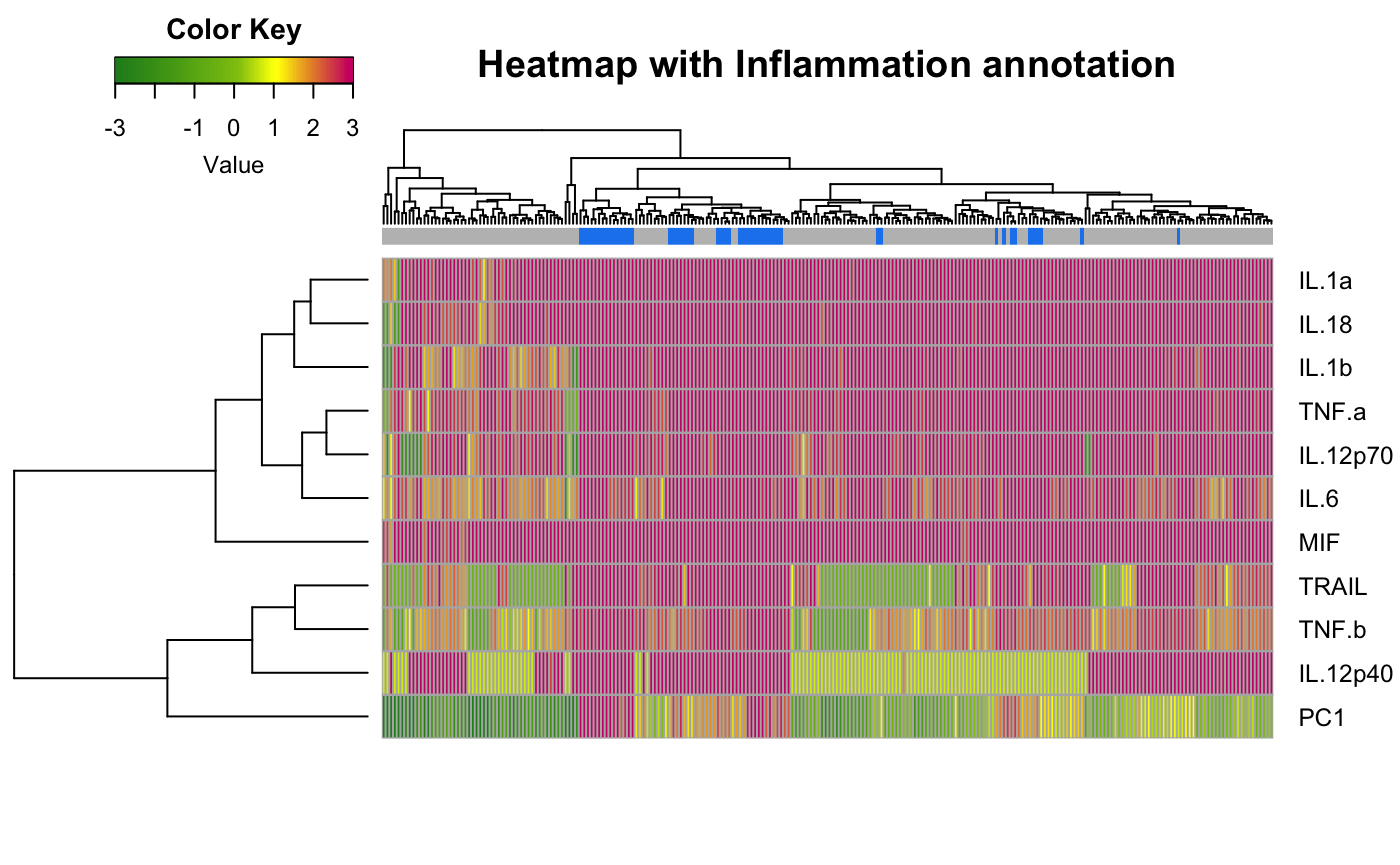 Color Key
-3 -1 0 1 2 3
Value
Heatmap with Inflammation annotation
IL.1a
IL.18
IL.1b
TNF.a
IL.12p70
IL.6
MIF
TRAIL
TNF.b
IL.12p40
PC1